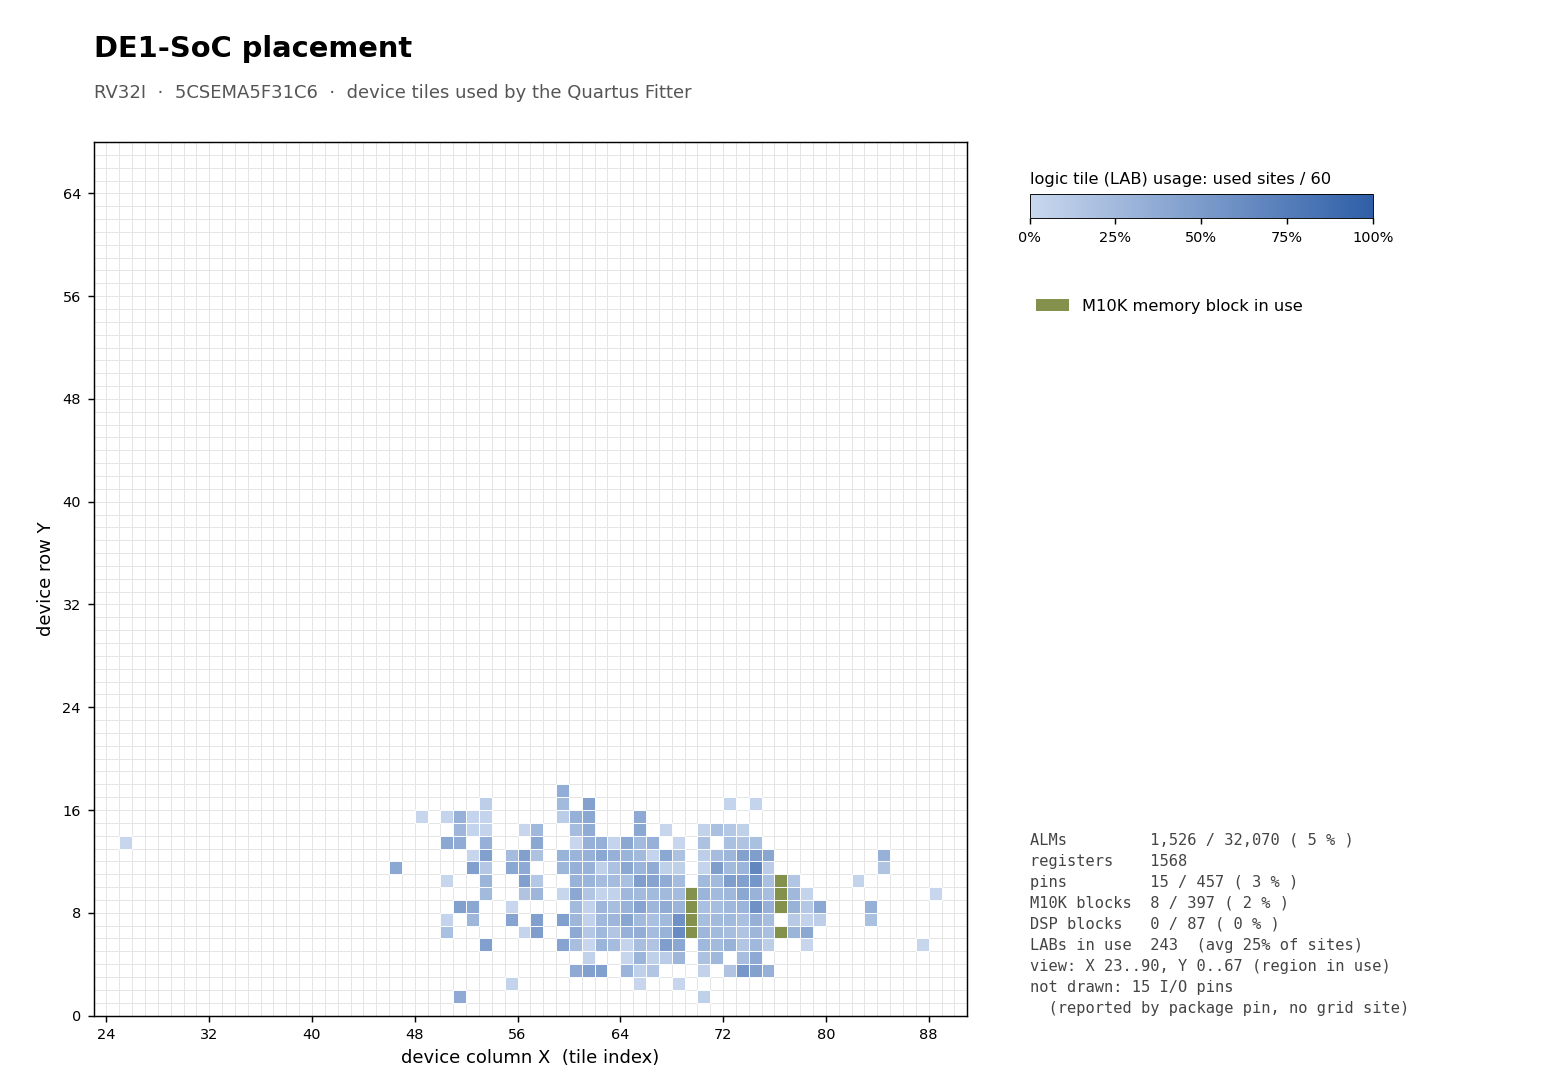 DE1-SoC placement
RV32I · 5CSEMA5F31C6 · device tiles used by the Quartus Fitter
logic tile (LAB) usage: used sites / 60
0% 25% 50% 75% 100%
M10K memory block in use
device row Y
64
56
48
40
32
24
16
8
0
24 32 40 48 56 64 72 80 88
device column X (tile index)
ALMs 1,526 / 32,070 ( 5 % )
registers 1568
pins 15 / 457 ( 3 % )
M10K blocks 8 / 397 ( 2 % )
DSP blocks 0 / 87 ( 0 % )
LABs in use 243 (avg 25% of sites)
view: X 23..90, Y 0..67 (region in use)
not drawn: 15 I/O pins
(reported by package pin, no grid site)